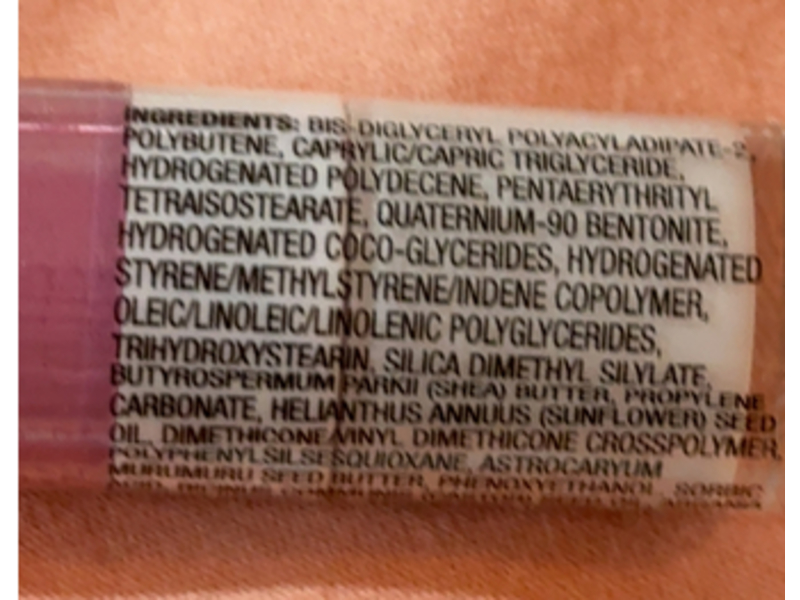 INGREDIENTS: BIS-DIGLYCERYL POLYACYLADIPATE-2,
POLYBUTENE, CAPRYLIC/CAPRIC TRIGLYCERIDE,
HYDROGENATED POLYDECENE, PENTAERYTHRITYL
TETRAISOSTEARATE, QUATERNIUM-90 BENTONITE,
HYDROGENATED COCO-GLYCERIDES, HYDROGENATED
STYRENE/METHYLSTYRENE/INDENE COPOLYMER,
OLEIC/LINOLEIC/LINOLENIC POLYGLYCERIDES,
TRIHYDROXYSTEARIN, SILICA DIMETHYL SILYLATE,
BUTYROSPERMUM PARKII (SHEA) BUTTER, PROPYLENE
CARBONATE, HELIANTHUS ANNUUS (SUNFLOWER) SEED
OIL, DIMETHICONE/VINYL DIMETHICONE CROSSPOLYMER,
POLYPHENYLSILSESQUIOXANE, ASTROCARYUM
MURUMURU SEED BUTTER, PHENOXYETHANOL, SORBIC